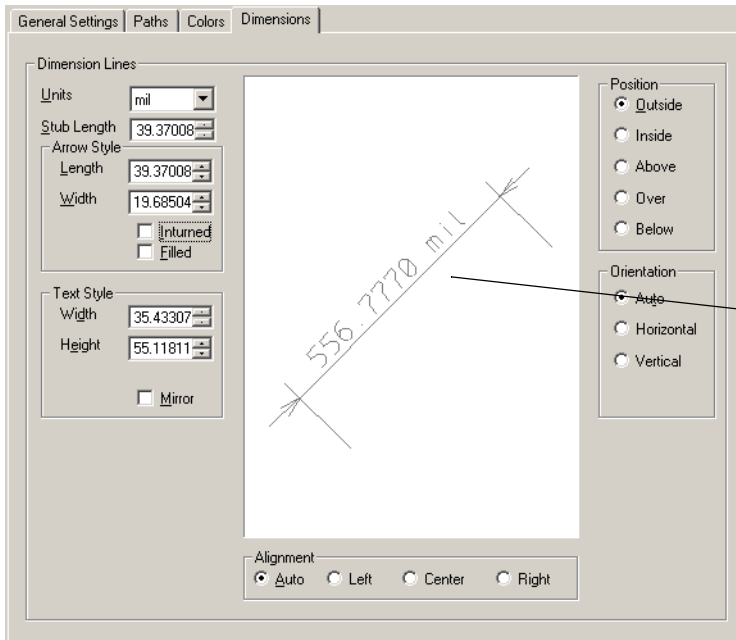 General Settings Paths Colors Dimensions
Dimension Lines
Units mil
Stub Length 39.37008
Arrow Style
Length 39.37008
Width 19.68504
Inturned
Filled
Text Style
Width 35.43307
Height 55.11811
Mirror
556.7770 mil
Position
Outside
Inside
Above
Over
Below
Orientation
Auto
Horizontal
Vertical
Alignment
Auto Left Center Right